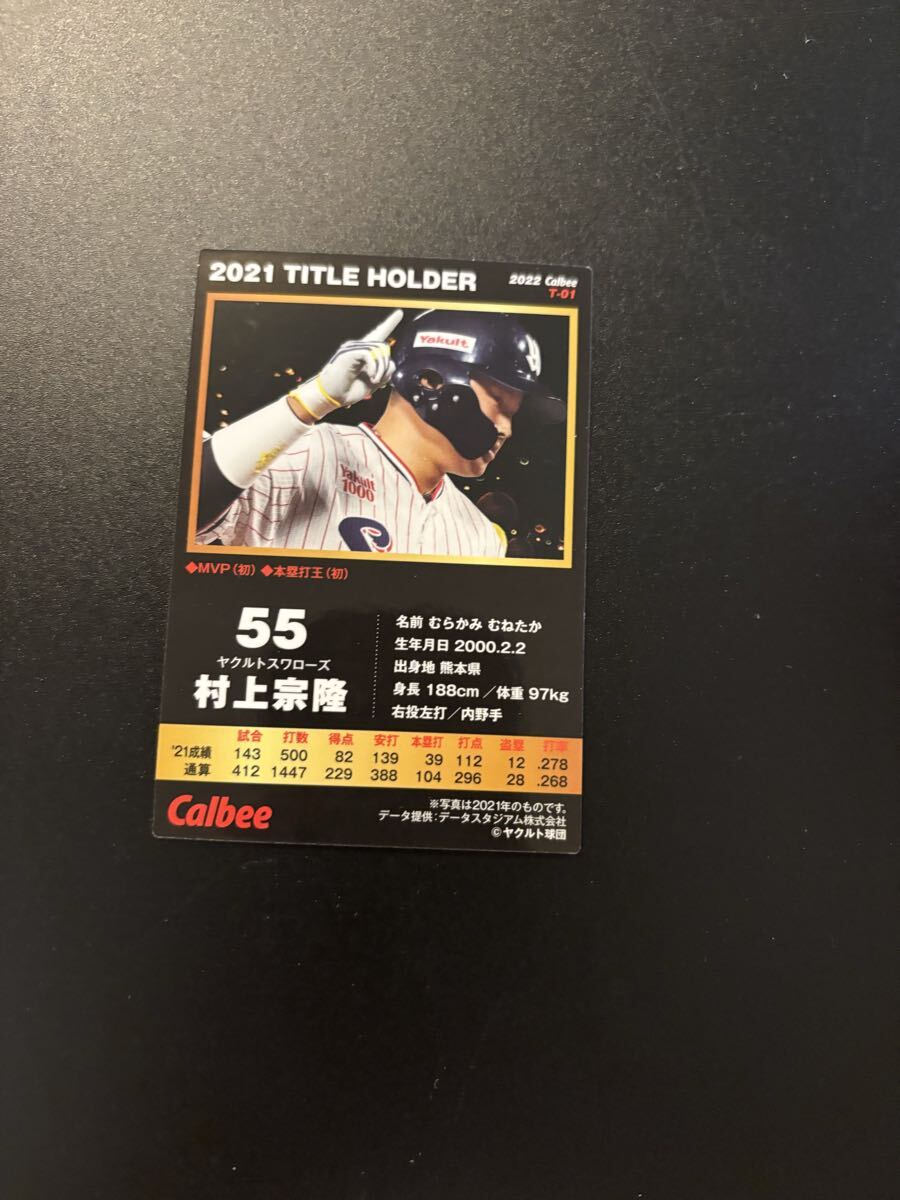 2021 TITLE HOLDER
2022 Calbee
T-01
Yakult
Yakult
1000
◆MVP(初) ◆本塁打王(初)
55
ヤクルトスワローズ
村上宗隆
名前 むらかみ むねたか
生年月日 2000.2.2
出身地 熊本県
身長 188cm/体重 97kg
右投左打/内野手
試合 打数 得点 安打 本塁打 打点 盗塁 打率
'21成績 143 500 82 139 39 112 12 .278
通算 412 1447 229 388 104 296 28 .268
Calbee
※写真は2021年のものです。
データ提供:データスタジアム株式会社
©ヤクルト球団